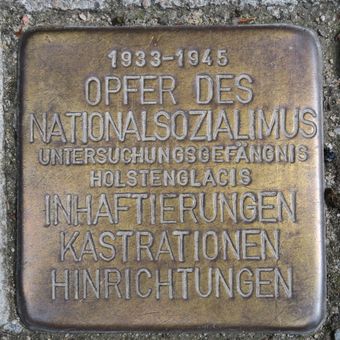 1933-1945
OPFER DES
NATIONALSOZIALIMUS
UNTERSUCHUNGSGEFÄNGNIS
HOLSTENGLACIS
INHAFTIERUNGEN
KASTRATIONEN
HINRICHTUNGEN